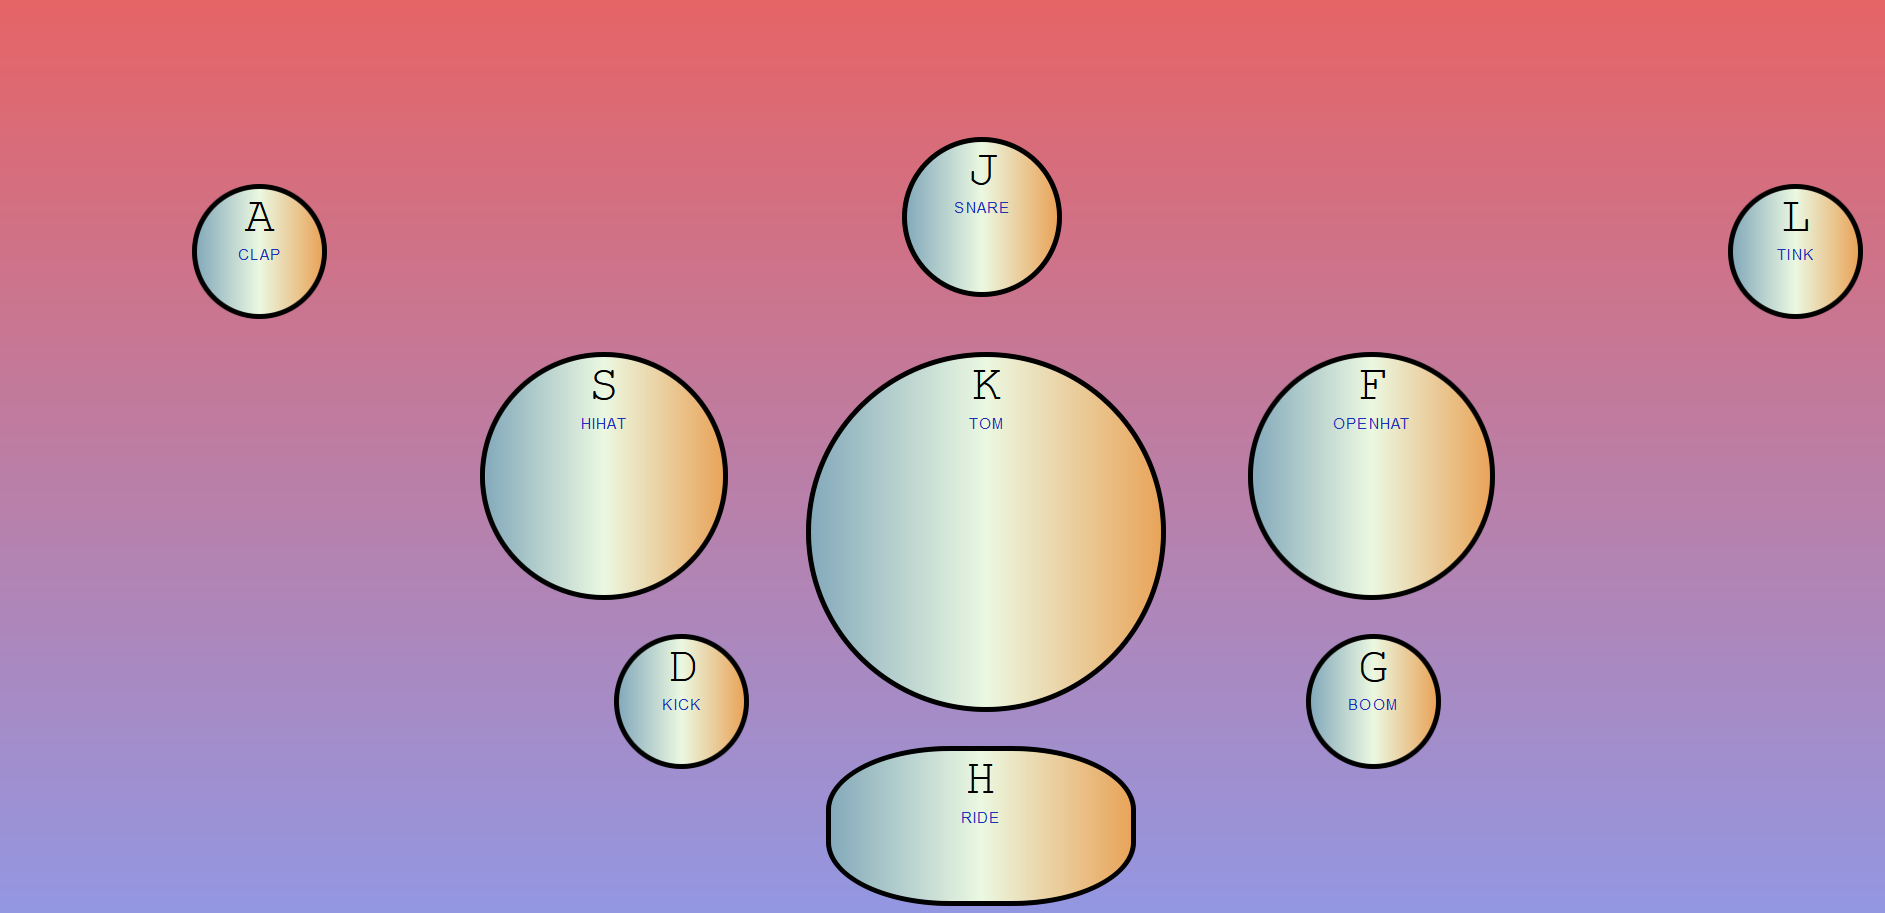 J
SNARE
A
CLAP
L
TINK
S
HIHAT
K
TOM
F
OPENHAT
D
KICK
G
BOOM
H
RIDE